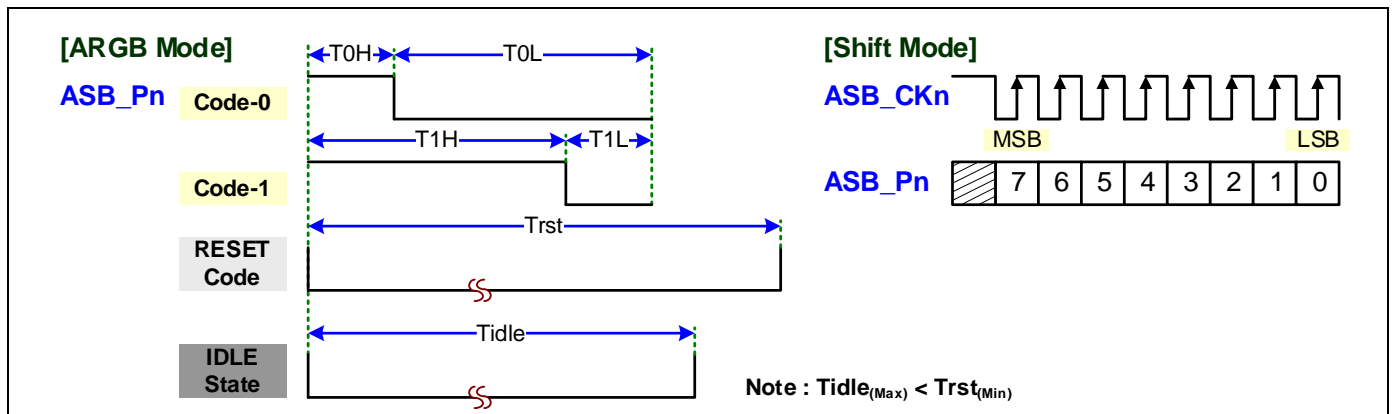 [ARGB Mode]
ASB_Pn
Code-0
T0H
T0L
Code-1
T1H
T1L
RESET
Code
Trst
IDLE
State
Tidle
Note : Tidle(Max) < Trst(Min)
[Shift Mode]
ASB_CKn
MSB
LSB
ASB_Pn
7 6 5 4 3 2 1 0